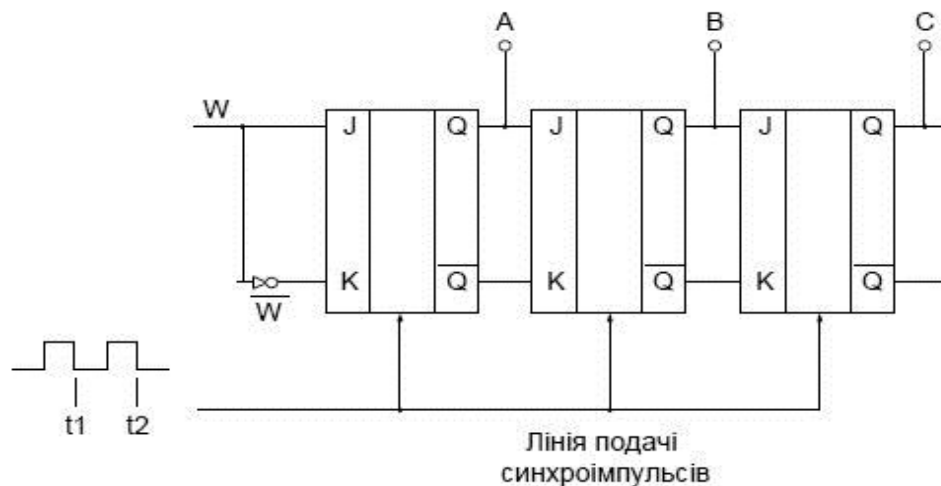 A B C
W
J Q J Q J Q
K Q̅ K Q̅ K Q̅
W̅
t1 t2
Лінія подачі
синхроімпульсів